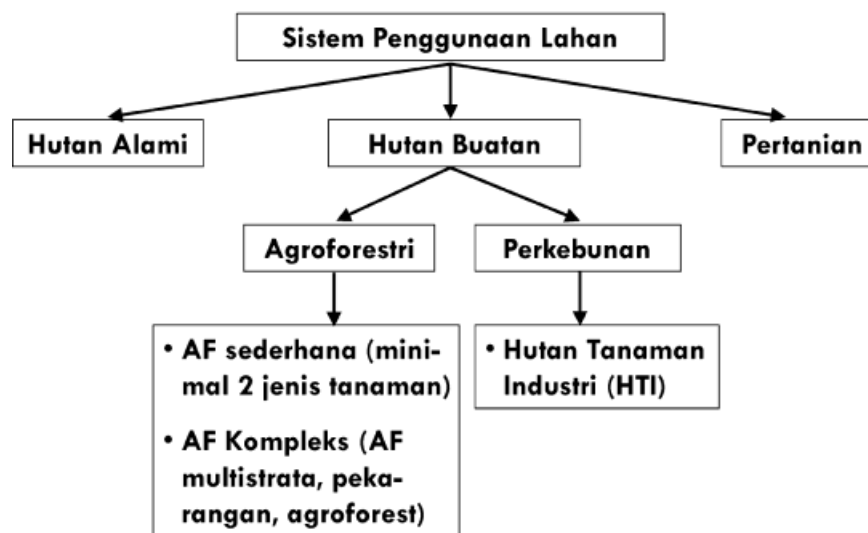 Sistem Penggunaan Lahan
Hutan Alami
Hutan Buatan
Pertanian
Agroforestri
Perkebunan
• AF sederhana (mini-
mal 2 jenis tanaman)
• AF Kompleks (AF
multistrata, peka-
rangan, agroforest)
• Hutan Tanaman
Industri (HTI)